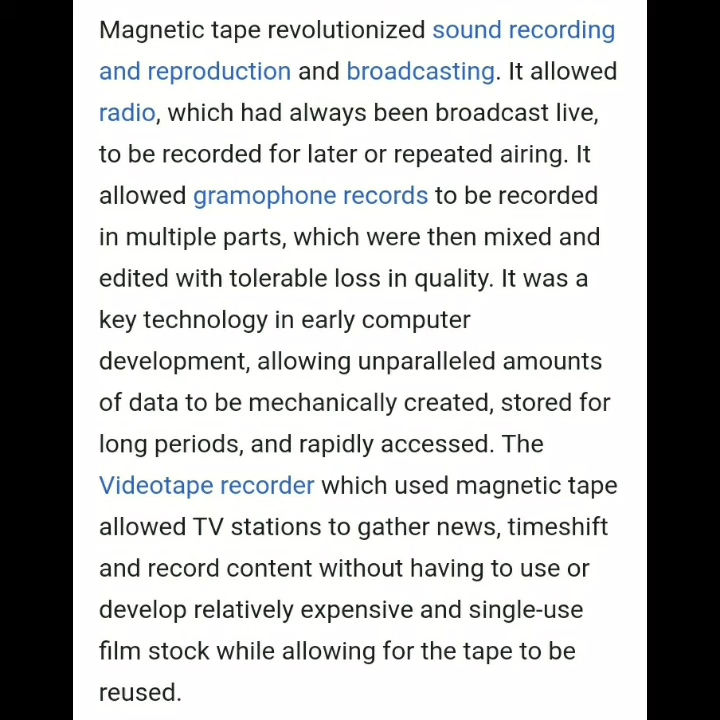 Magnetic tape revolutionized sound recording
and reproduction and broadcasting. It allowed
radio, which had always been broadcast live,
to be recorded for later or repeated airing. It
allowed gramophone records to be recorded
in multiple parts, which were then mixed and
edited with tolerable loss in quality. It was a
key technology in early computer
development, allowing unparalleled amounts
of data to be mechanically created, stored for
long periods, and rapidly accessed. The
Videotape recorder which used magnetic tape
allowed TV stations to gather news, timeshift
and record content without having to use or
develop relatively expensive and single-use
film stock while allowing for the tape to be
reused.